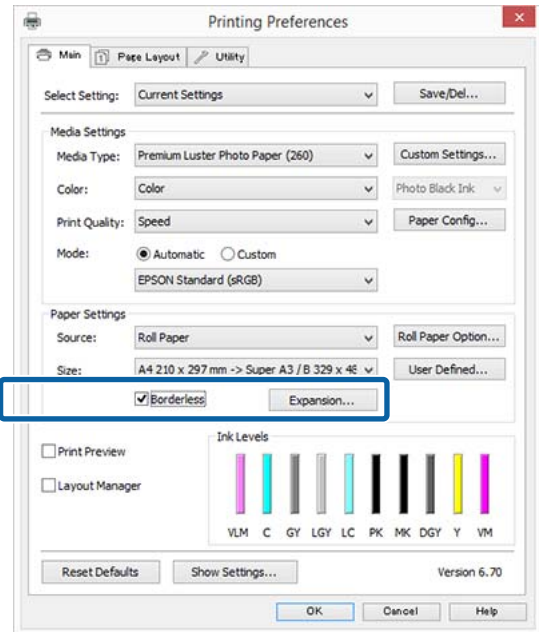 Printing Preferences
Main Page Layout Utility
Select Setting: Current Settings Save/Del...
Media Settings
Media Type: Premium Luster Photo Paper (260) Custom Settings...
Color: Color Photo Black Ink
Print Quality: Speed Paper Config...
Mode: Automatic Custom
EPSON Standard (sRGB)
Paper Settings
Source: Roll Paper Roll Paper Option...
Size: A4 210 x 297 mm -> Super A3 / B 329 x 48 User Defined...
Borderless Expansion...
Ink Levels
Print Preview
Layout Manager
VLM C GY LGY LC PK MK DGY Y VM
Reset Defaults Show Settings... Version 6.70
OK Cancel Help